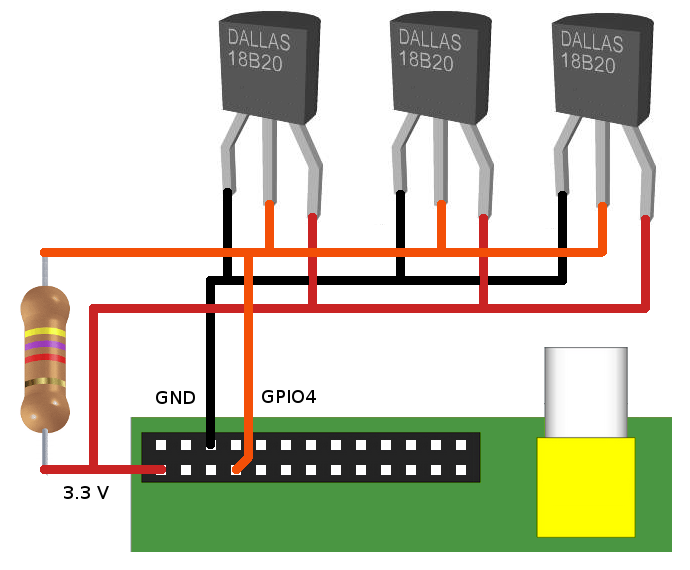 DALLAS
18B20
DALLAS
18B20
DALLAS
18B20
GND
GPIO4
3.3 V